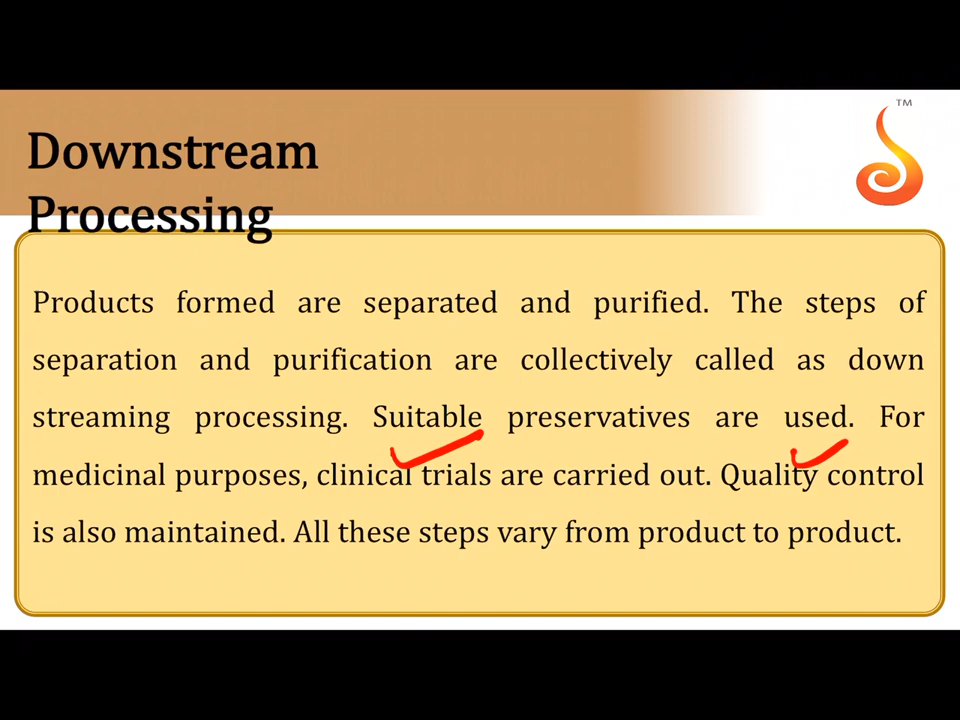 TM
Downstream
Processing
Products formed are separated and purified. The steps of
separation and purification are collectively called as down
streaming processing. Suitable preservatives are used. For
medicinal purposes, clinical trials are carried out. Quality control
is also maintained. All these steps vary from product to product.